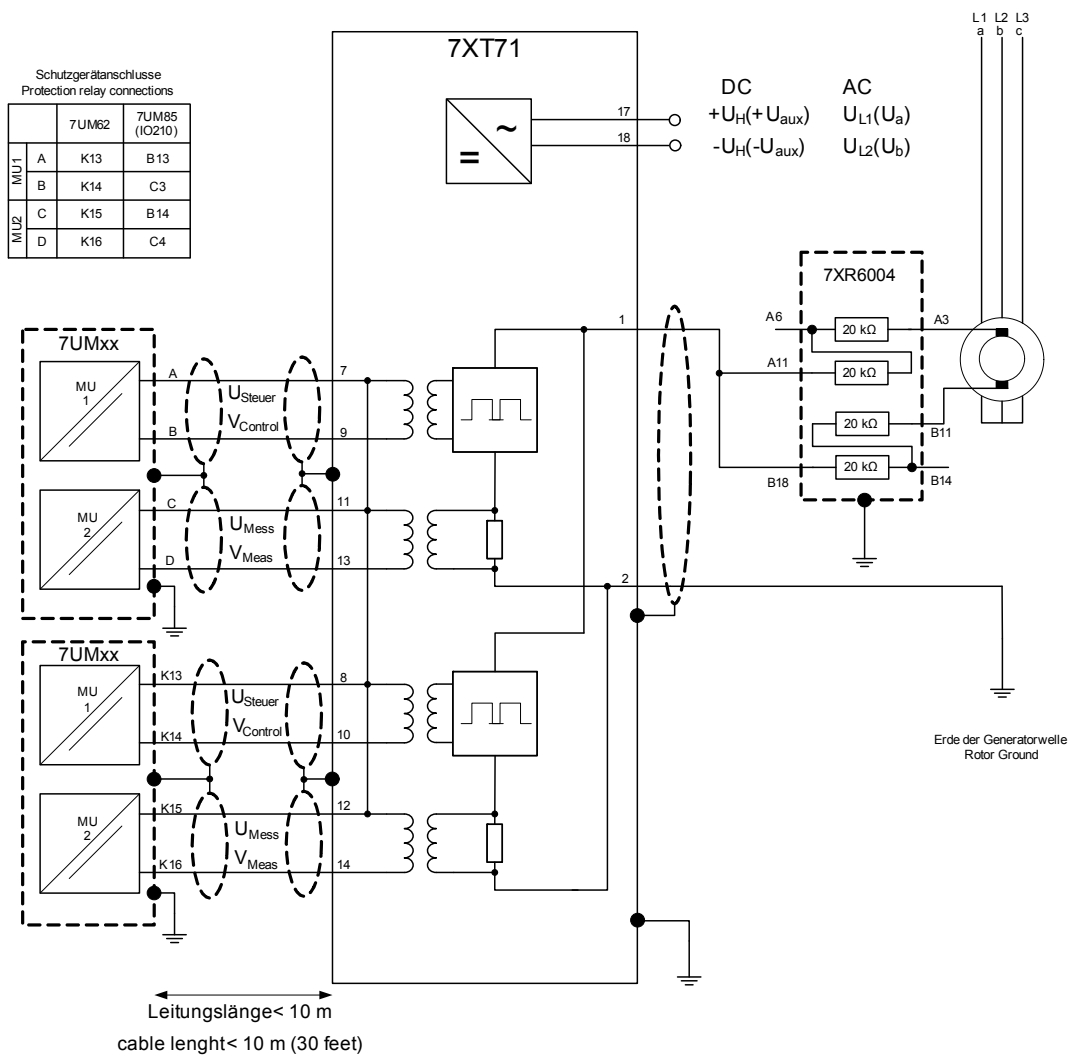 7XT71
L1 L2 L3
a b c
Schutzgerätanschlusse
Protection relay connections
7UM62 7UM85
(IO210)
MU1 A K13 B13
B K14 C3
MU2 C K15 B14
D K16 C4
~
=
17
18
DC AC
+UH(+Uaux) UL1(Ua)
-UH(-Uaux) UL2(Ub)
7XR6004
A6 20 kΩ A3
A11 20 kΩ
20 kΩ B11
B18 20 kΩ B14
7UMxx
MU
1
A
B
USteuer
VControl
7
9
1
MU
2
C
D
UMess
VMeas
11
13
2
7UMxx
MU
1
K13
K14
USteuer
VControl
8
10
MU
2
K15
K16
UMess
VMeas
12
14
Erde der Generatorwelle
Rotor Ground
Leitungslänge< 10 m
cable lenght< 10 m (30 feet)